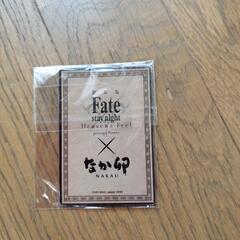 Fate
stay night
Heaven's Feel
×
なか卯
NAKAU